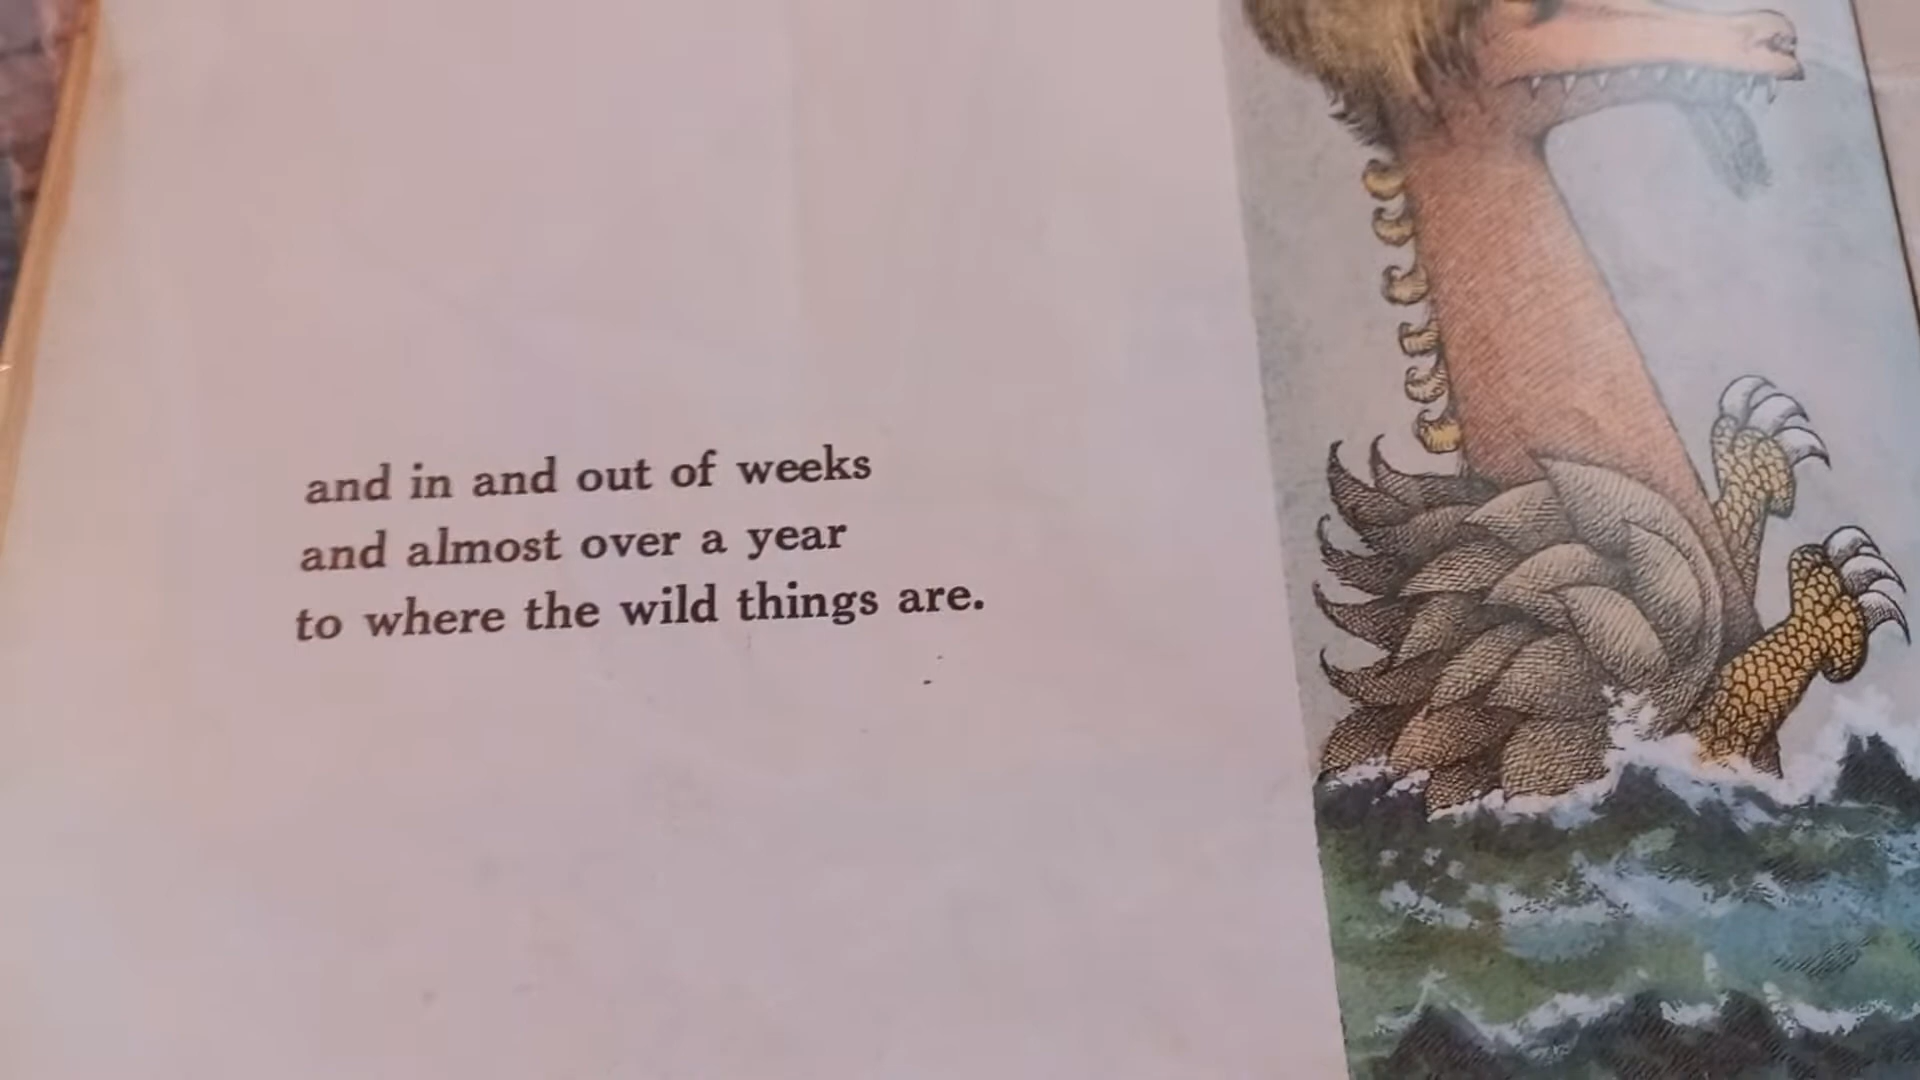 and in and out of weeks
and almost over a year
to where the wild things are.